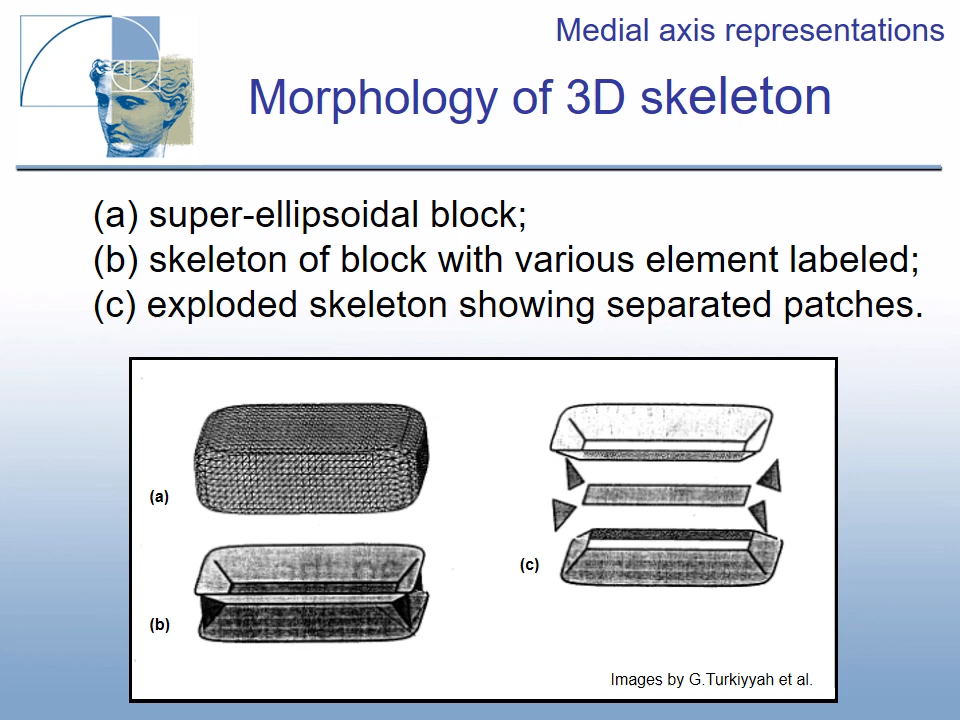 Medial axis representations
Morphology of 3D skeleton
(a) super-ellipsoidal block;
(b) skeleton of block with various element labeled;
(c) exploded skeleton showing separated patches.
(a)
(b)
(c)
Images by G.Turkiyyah et al.